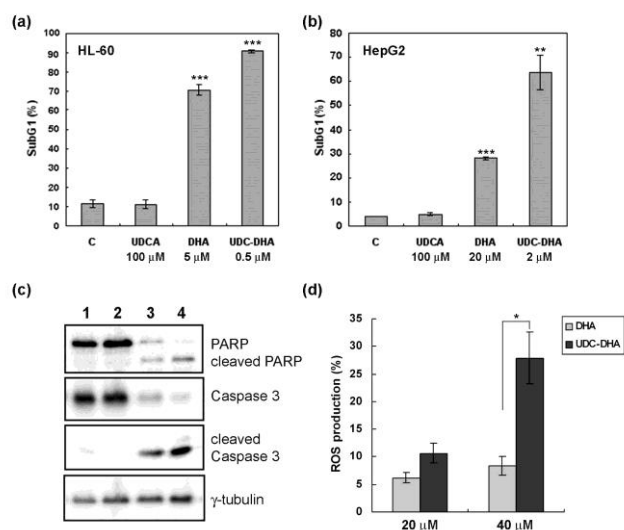 (a)
HL-60
SubG1 (%)
100
90
80
70
60
50
40
30
20
10
0
***
***
C
UDCA
DHA
UDC-DHA
100 µM
5 µM
0.5 µM
(b)
HepG2
SubG1 (%)
80
70
60
50
40
30
20
10
0
***
**
C
UDCA
DHA
UDC-DHA
100 µM
20 µM
2 µM
(c)
1 2 3 4
PARP
cleaved PARP
Caspase 3
cleaved
Caspase 3
γ-tubulin
(d)
ROS production (%)
35
30
25
20
15
10
5
0
*
DHA
UDC-DHA
20 µM
40 µM